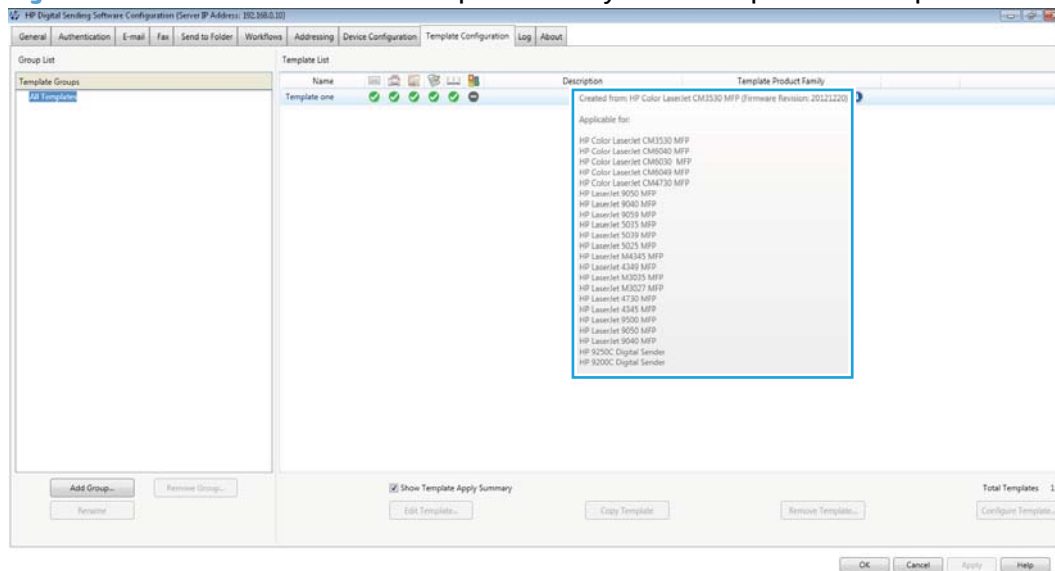 HP Digital Sending Software Configuration (Server IP Address: 192.168.0.10)
General Authentication E-mail Fax Send to Folder Workflows Addressing Device Configuration Template Configuration Log About
Group List Template List
Template Groups Name Description Template Product Family
All Templates Template one
Created from: HP Color LaserJet CM3530 MFP (Firmware Revision: 20121220)
Applicable for:
HP Color LaserJet CM3530 MFP
HP Color LaserJet CM6040 MFP
HP Color LaserJet CM6030 MFP
HP Color LaserJet CM6049 MFP
HP Color LaserJet CM4730 MFP
HP LaserJet 9050 MFP
HP LaserJet 9040 MFP
HP LaserJet 9059 MFP
HP LaserJet 5035 MFP
HP LaserJet 5039 MFP
HP LaserJet 5025 MFP
HP LaserJet M4345 MFP
HP LaserJet 4349 MFP
HP LaserJet M3035 MFP
HP LaserJet M3027 MFP
HP LaserJet 4730 MFP
HP LaserJet 4345 MFP
HP LaserJet 9500 MFP
HP LaserJet 9050 MFP
HP LaserJet 9040 MFP
HP 9250C Digital Sender
HP 9200C Digital Sender
Add Group... Remove Group... Show Template Apply Summary Total Templates 1
Rename Edit Template... Copy Template Remove Template... Configure Template...
OK Cancel Apply Help